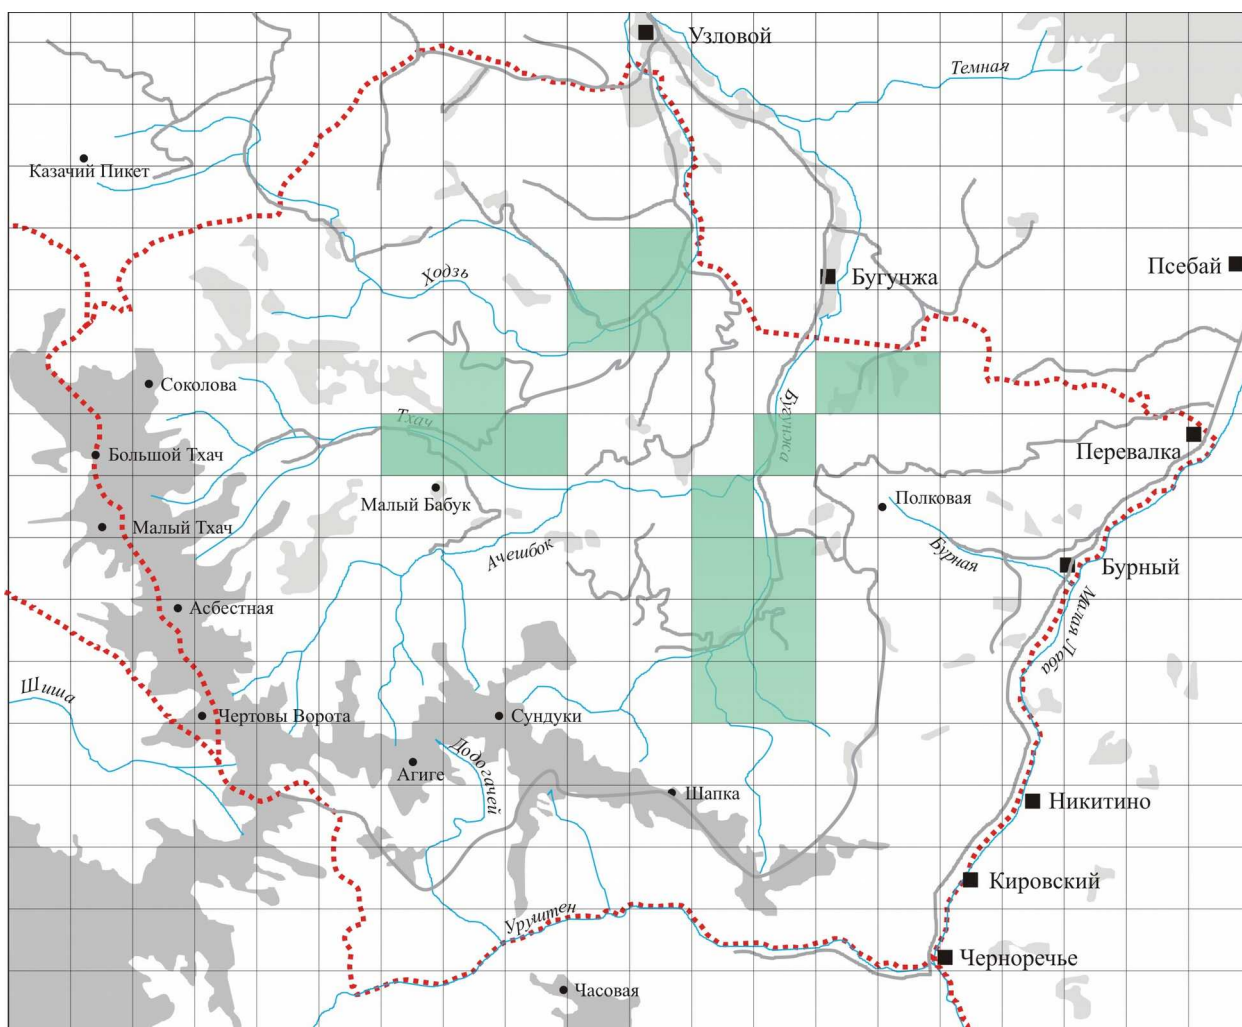 Узловой
Темная
Казачий Пикет
Ходзь
Бугунжа
Псебай
Соколова
Бугунжа
Тхач
Большой Тхач
Перевалка
Малый Бабук
Полковая
Малый Тхач
Ачешбок
Бурная
Бурный
Асбестная
Малая Лаба
Шиша
Чертовы Ворота
Сундуки
Додогачей
Агиге
Шапка
Никитино
Кировский
Уруштен
Черноречье
Часовая